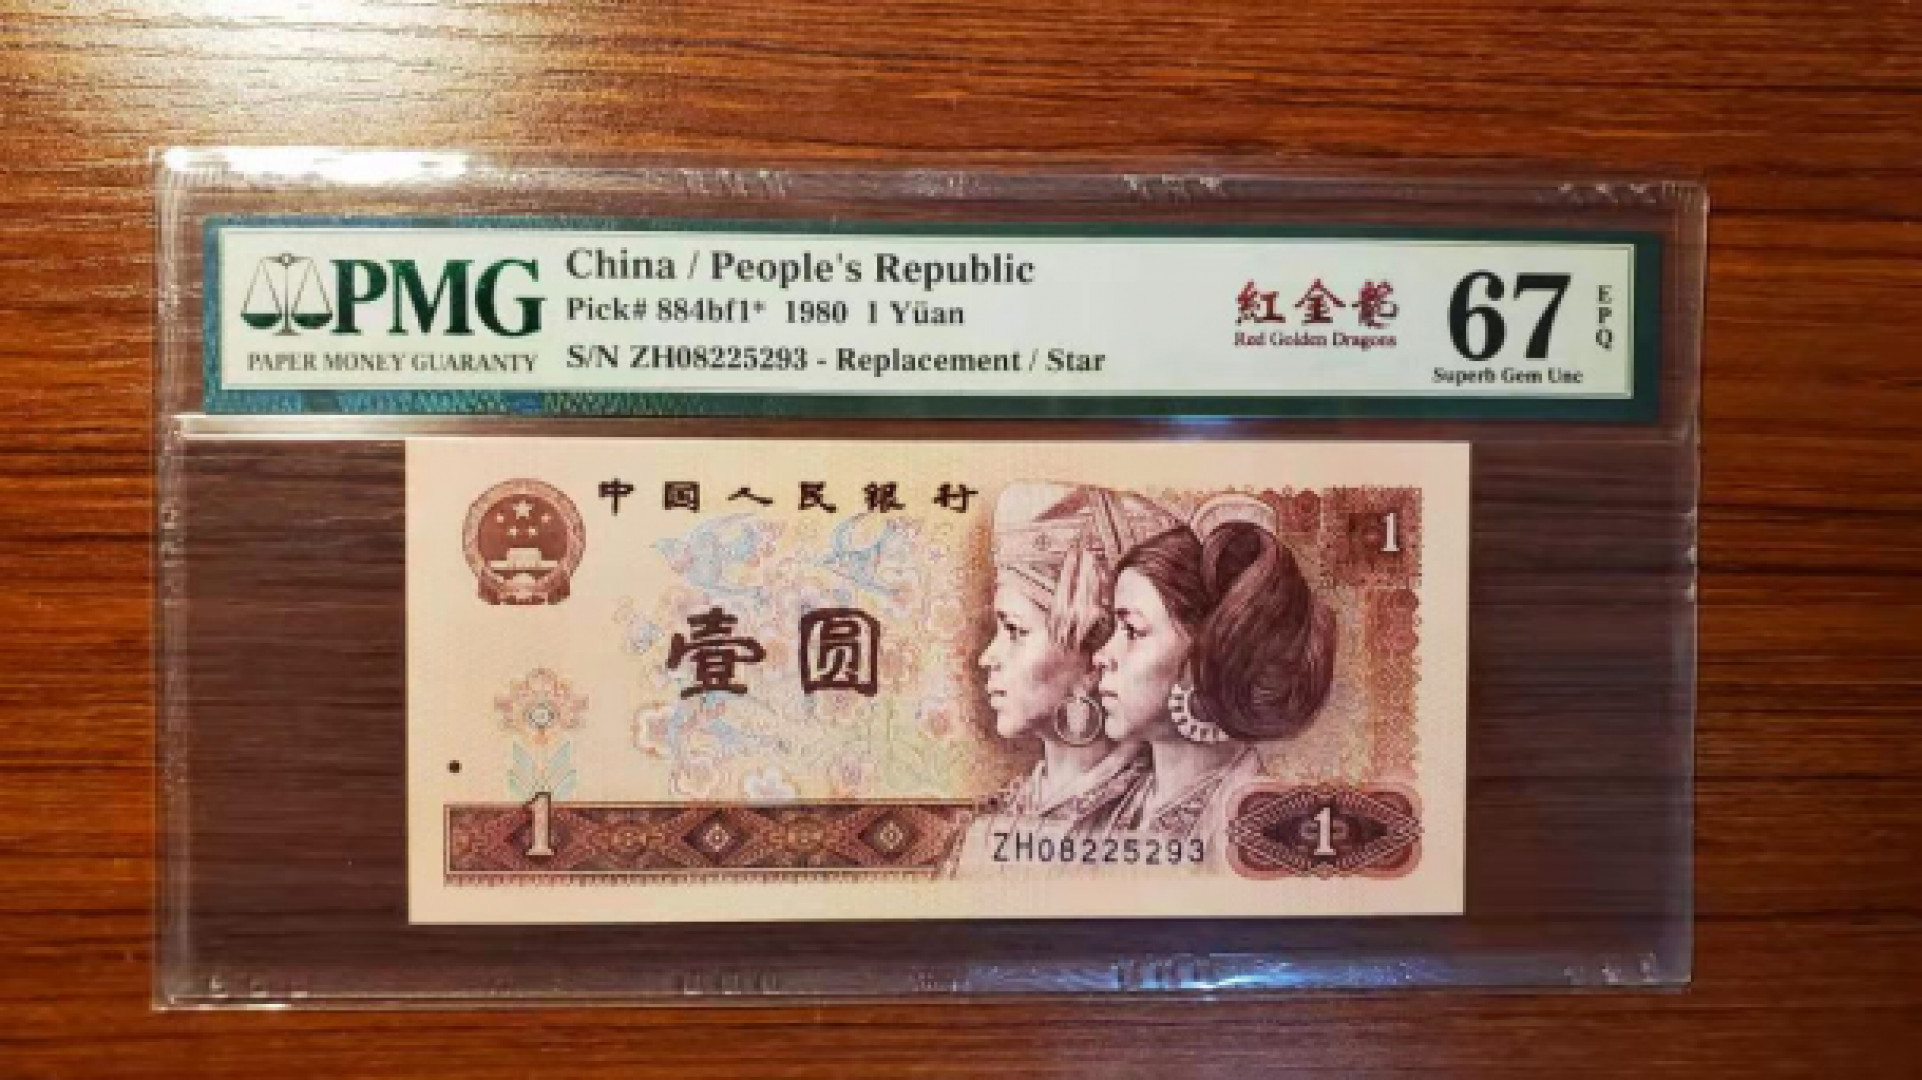 PMG
PAPER MONEY GUARANTY
China / People's Republic
Pick# 884bf1* 1980 1 Yüan
S/N ZH08225293 - Replacement / Star
紅金龍
Red Golden Dragons
67
EPQ
Superb Gem Unc
中国人民银行
1
壹圆
1
ZH08225293
1